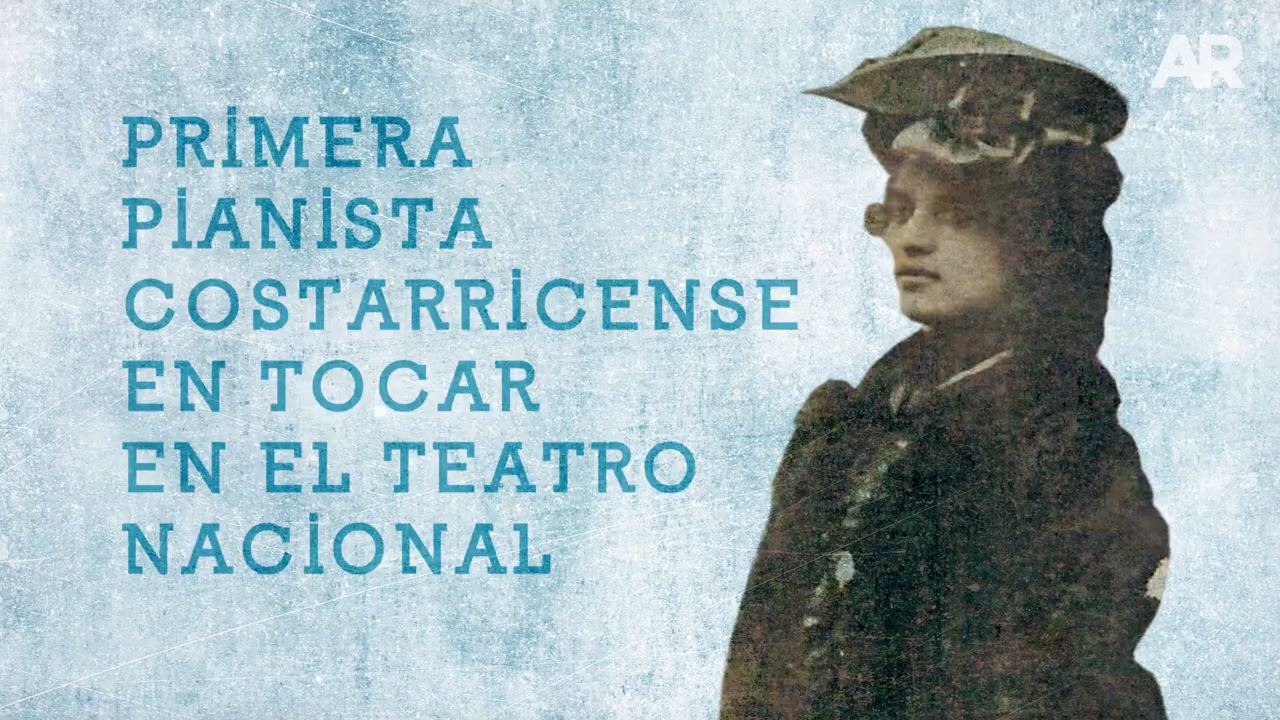 PRIMERA
PIANISTA
COSTARRICENSE
EN TOCAR
EN EL TEATRO
NACIONAL
AR